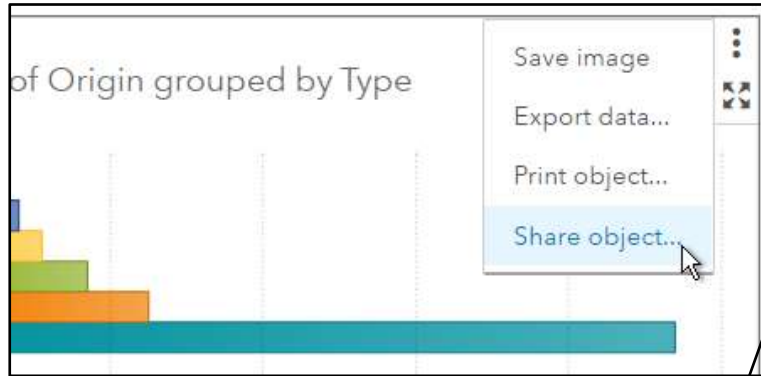 of Origin grouped by Type
Save image
Export data...
Print object...
Share object...